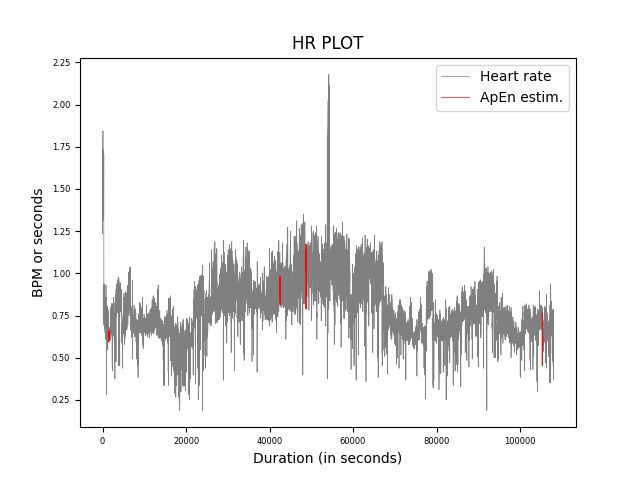 HR PLOT
Heart rate
ApEn estim.
BPM or seconds
2.25
2.00
1.75
1.50
1.25
1.00
0.75
0.50
0.25
0 20000 40000 60000 80000 100000
Duration (in seconds)